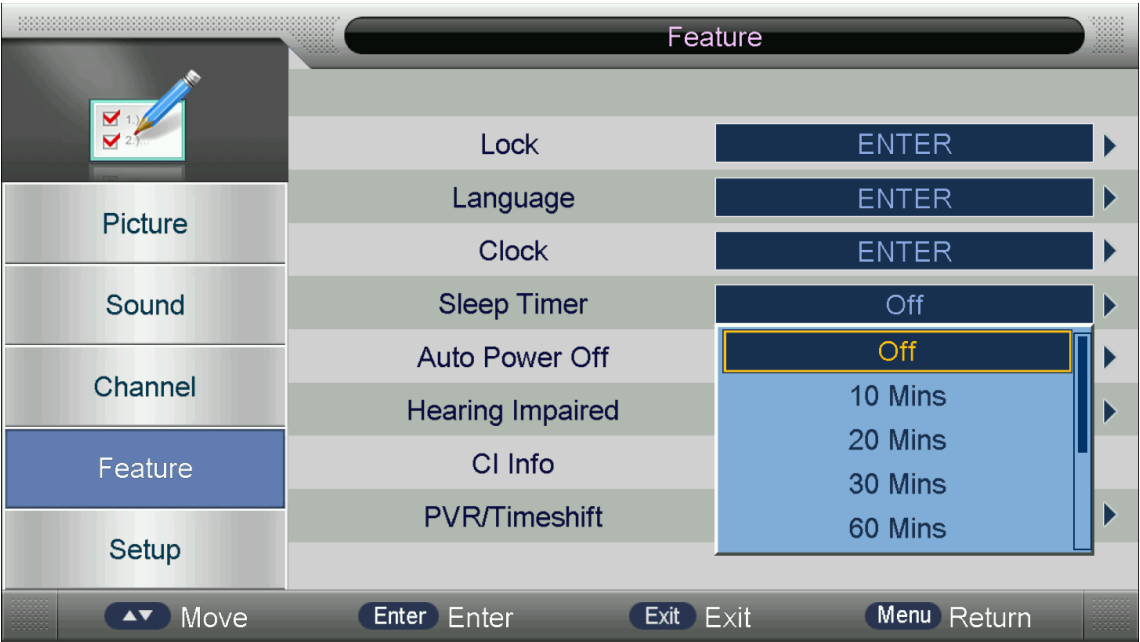 Feature
1.)
2.)...
Picture
Sound
Channel
Feature
Setup
Lock ENTER
Language ENTER
Clock ENTER
Sleep Timer Off
Auto Power Off
Hearing Impaired
CI Info
PVR/Timeshift
Off
10 Mins
20 Mins
30 Mins
60 Mins
▲▼ Move Enter Enter Exit Exit Menu Return